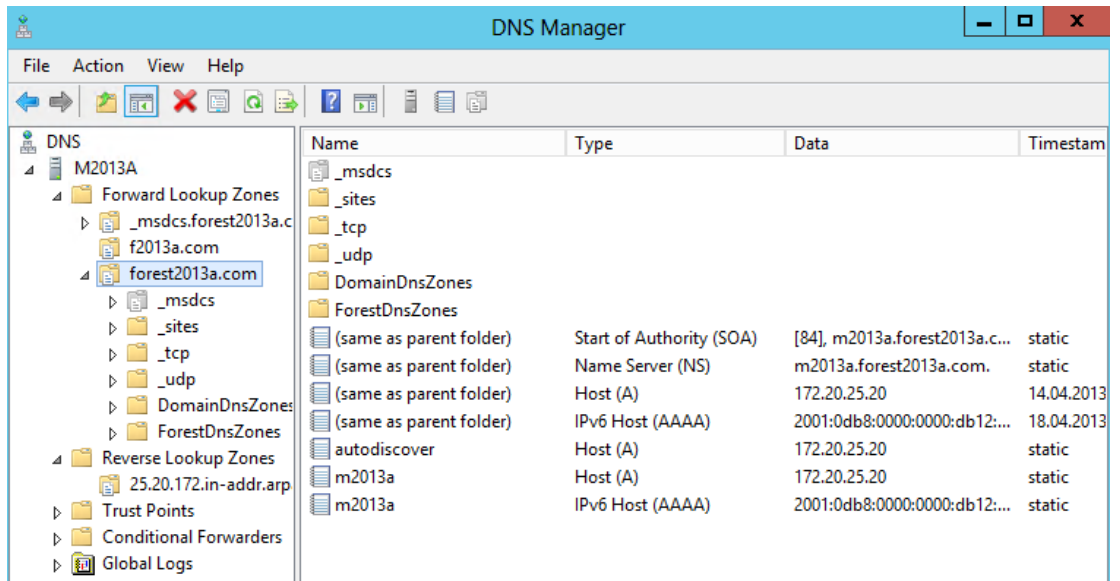 DNS Manager
File Action View Help
DNS
M2013A
Forward Lookup Zones
_msdcs.forest2013a.c
f2013a.com
forest2013a.com
_msdcs
_sites
_tcp
_udp
DomainDnsZones
ForestDnsZones
Reverse Lookup Zones
25.20.172.in-addr.arp
Trust Points
Conditional Forwarders
Global Logs
Name Type Data Timestam
_msdcs
_sites
_tcp
_udp
DomainDnsZones
ForestDnsZones
(same as parent folder) Start of Authority (SOA) [84], m2013a.forest2013a.c... static
(same as parent folder) Name Server (NS) m2013a.forest2013a.com. static
(same as parent folder) Host (A) 172.20.25.20 14.04.2013
(same as parent folder) IPv6 Host (AAAA) 2001:0db8:0000:0000:db12:... 18.04.2013
autodiscover Host (A) 172.20.25.20 static
m2013a Host (A) 172.20.25.20 static
m2013a IPv6 Host (AAAA) 2001:0db8:0000:0000:db12:... static